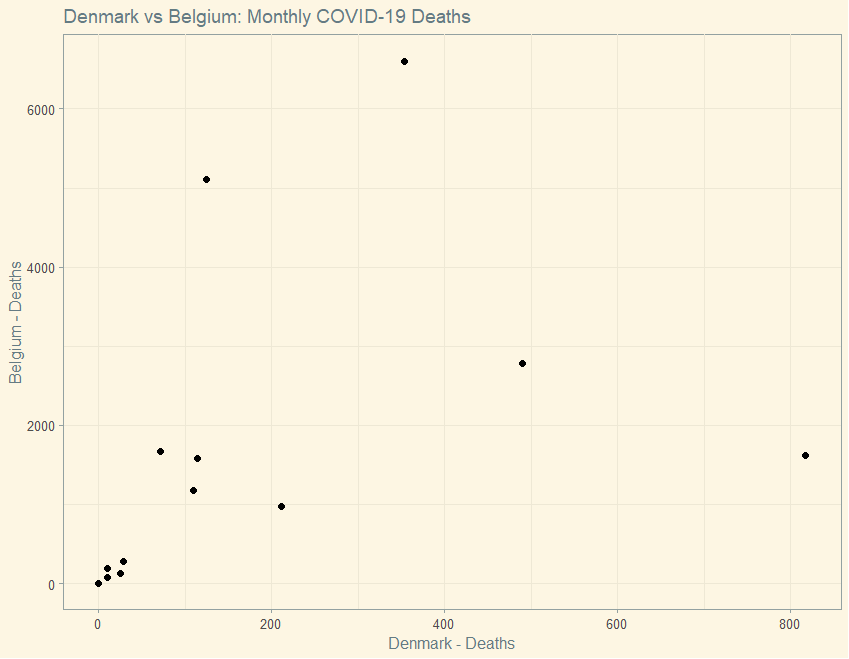 Denmark vs Belgium: Monthly COVID-19 Deaths
Belgium - Deaths
6000
4000
2000
0
0 200 400 600 800
Denmark - Deaths